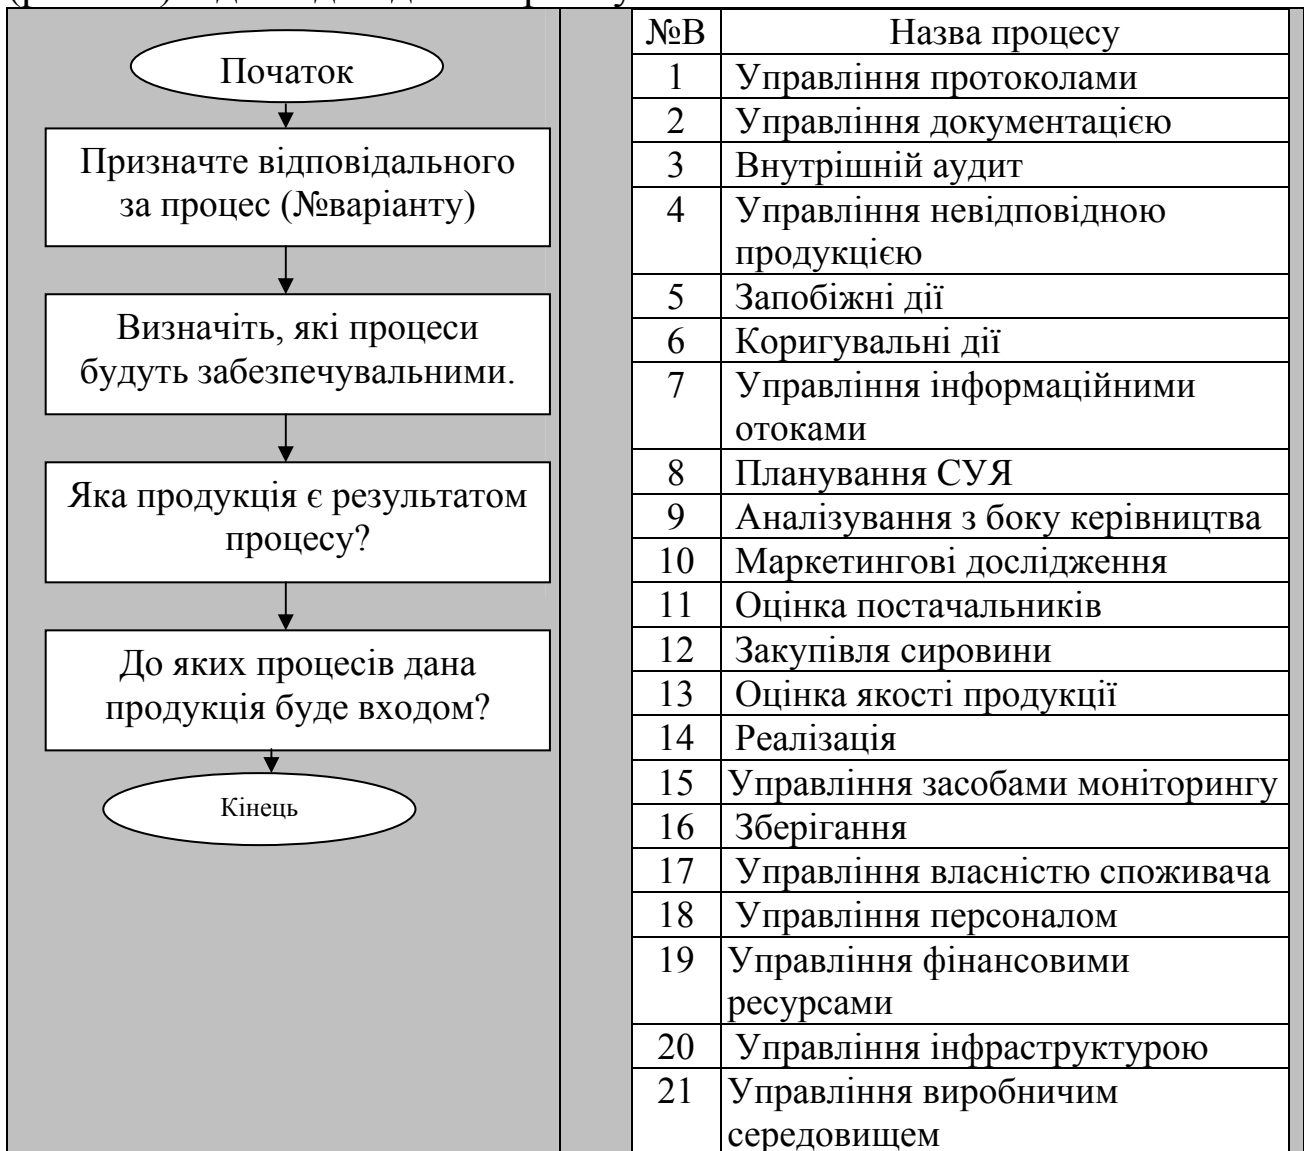 Початок
Призначте відповідального
за процес (№варіанту)
Визначіть, які процеси
будуть забезпечувальними.
Яка продукція є результатом
процесу?
До яких процесів дана
продукція буде входом?
Кінець
№В Назва процесу
1 Управління протоколами
2 Управління документацією
3 Внутрішній аудит
4 Управління невідповідною
продукцією
5 Запобіжні дії
6 Коригувальні дії
7 Управління інформаційними
отоками
8 Планування СУЯ
9 Аналізування з боку керівництва
10 Маркетингові дослідження
11 Оцінка постачальників
12 Закупівля сировини
13 Оцінка якості продукції
14 Реалізація
15 Управління засобами моніторингу
16 Зберігання
17 Управління власністю споживача
18 Управління персоналом
19 Управління фінансовими
ресурсами
20 Управління інфраструктурою
21 Управління виробничим
середовищем